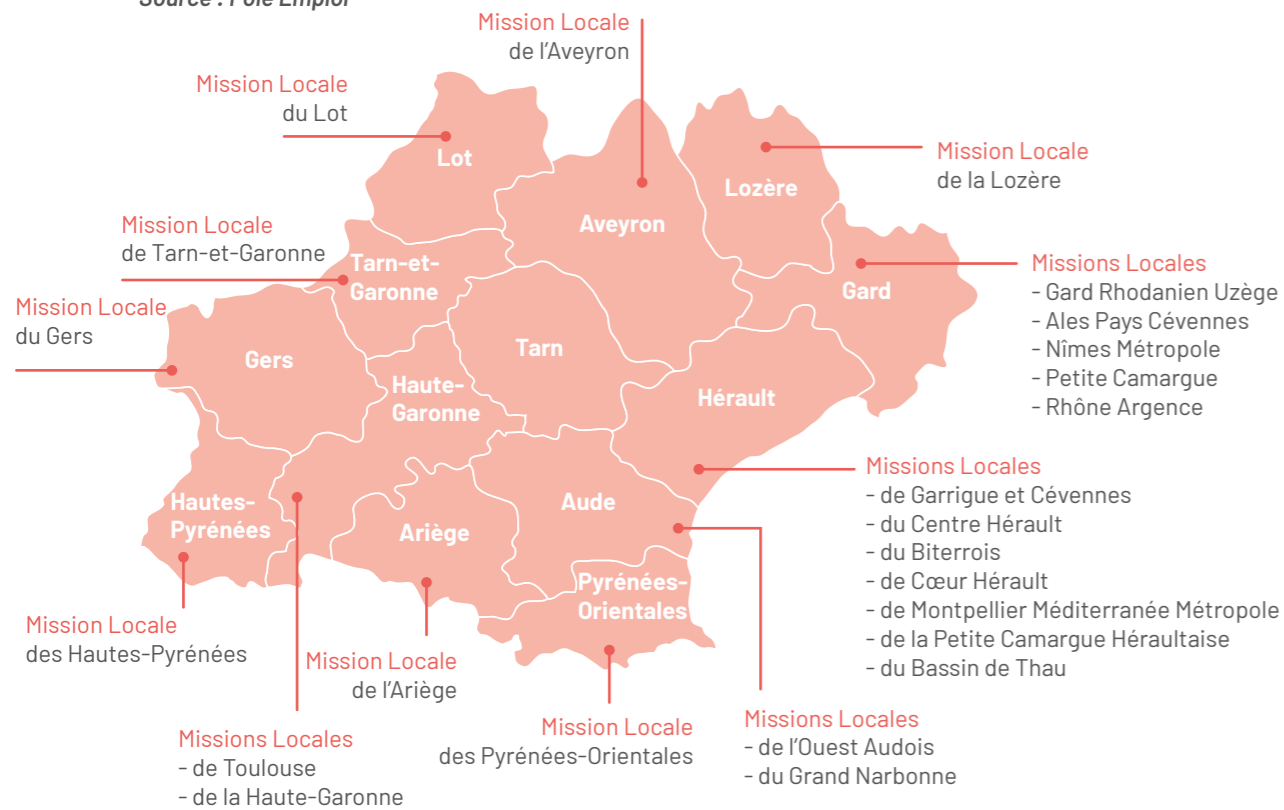 Source : Pôle Emploi
Mission Locale
de l'Aveyron
Mission Locale
du Lot
Lot
Mission Locale
de la Lozère
Lozère
Aveyron
Mission Locale
de Tarn-et-Garonne
Tarn-et-
Garonne
Missions Locales
- Gard Rhodanien Uzège
- Ales Pays Cévennes
- Nîmes Métropole
- Petite Camargue
- Rhône Argence
Gard
Mission Locale
du Gers
Gers
Tarn
Haute-
Garonne
Hérault
Missions Locales
- de Garrigue et Cévennes
- du Centre Hérault
- du Biterrois
- de Cœur Hérault
- de Montpellier Méditerranée Métropole
- de la Petite Camargue Héraultaise
- du Bassin de Thau
Hautes-
Pyrénées
Ariège
Aude
Pyrénées-
Orientales
Mission Locale
des Hautes-Pyrénées
Mission Locale
de l'Ariège
Missions Locales
- de Toulouse
- de la Haute-Garonne
Mission Locale
des Pyrénées-Orientales
Missions Locales
- de l'Ouest Audois
- du Grand Narbonne